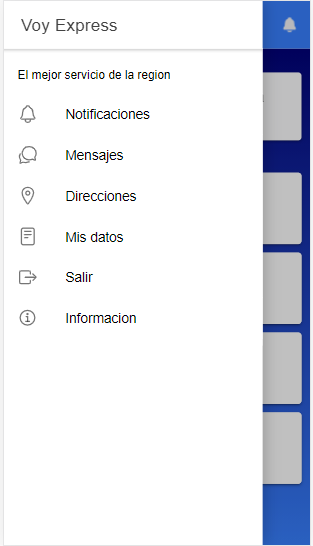 Voy Express
El mejor servicio de la region
Notificaciones
Mensajes
Direcciones
Mis datos
Salir
Informacion